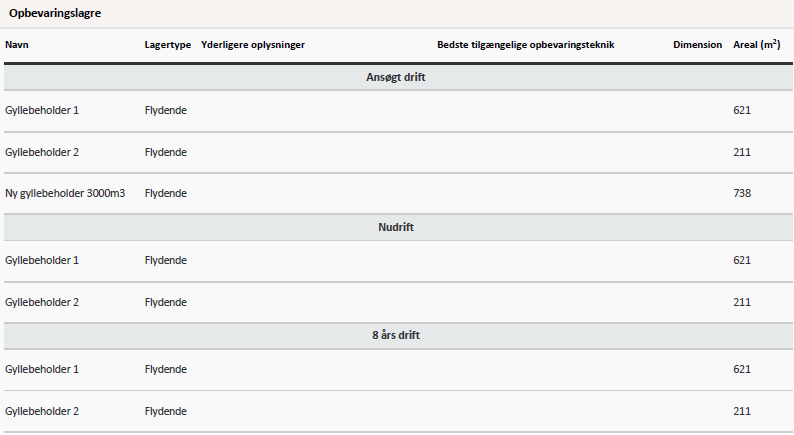 Opbevaringslagre
Navn Lagertype Yderligere oplysninger Bedste tilgængelige opbevaringsteknik Dimension Areal (m²)
Ansøgt drift
Gyllebeholder 1 Flydende 621
Gyllebeholder 2 Flydende 211
Ny gyllebeholder 3000m3 Flydende 738
Nudrift
Gyllebeholder 1 Flydende 621
Gyllebeholder 2 Flydende 211
8 års drift
Gyllebeholder 1 Flydende 621
Gyllebeholder 2 Flydende 211